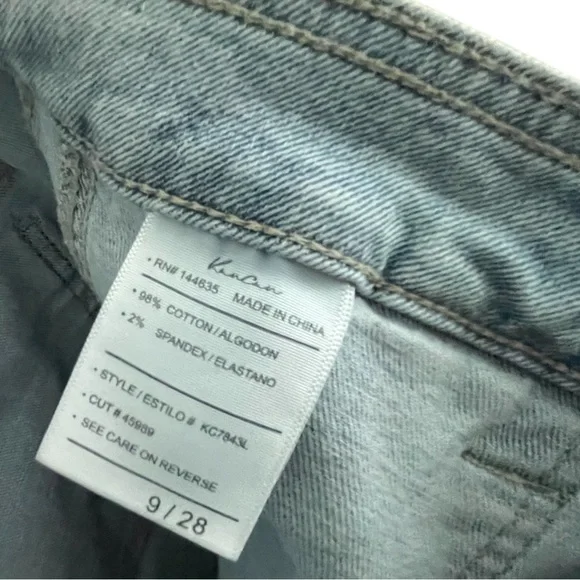 KanCan
• RN# 144635 MADE IN CHINA
• 98% COTTON / ALGODON
• 2% SPANDEX / ELASTANO
• STYLE / ESTILO # KC7843L
• CUT # 45989
• SEE CARE ON REVERSE
9 / 28